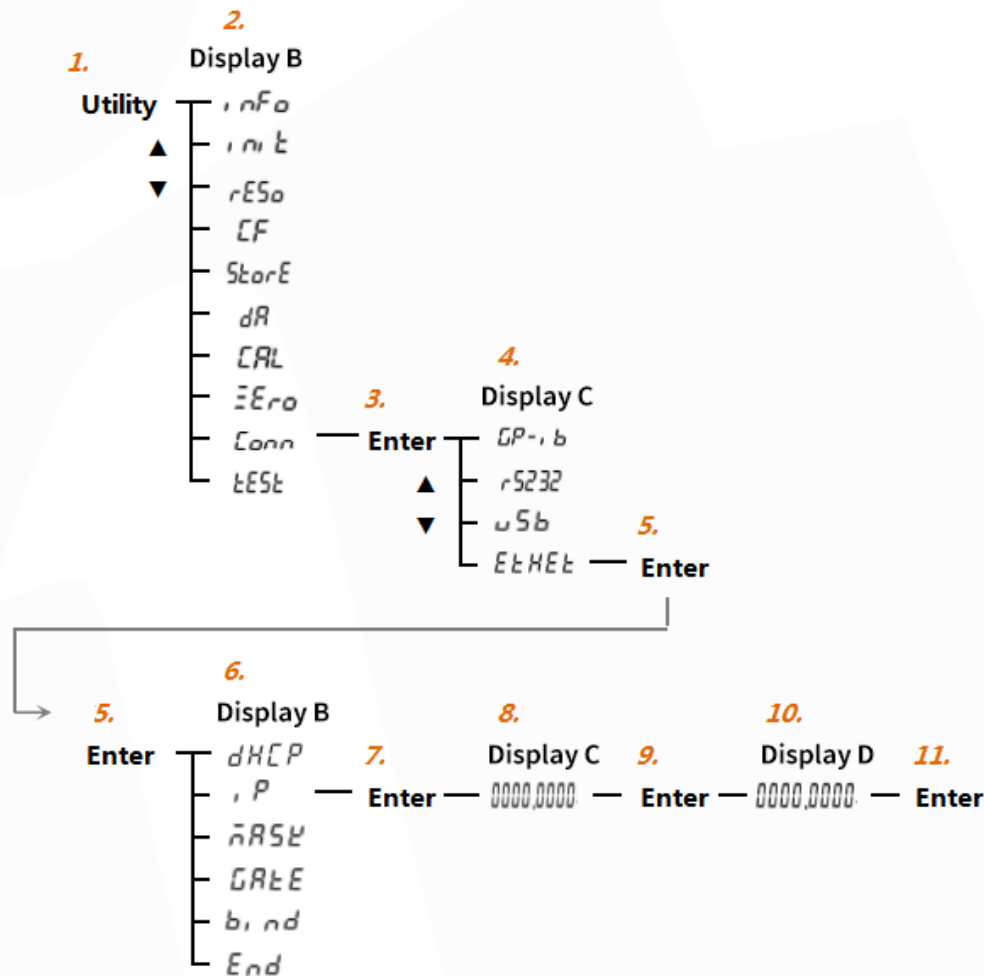 2.
1. Display B
Utility inFo
▲ init
▼ rESo
CF
StorE
dA
CAL 4.
ZEro 3. Display C
Conn Enter GP-ib
tESt ▲ rS232
▼ uSb 5.
EtHEt Enter
6.
5. Display B 8. 10.
Enter dHCP 7. Display C 9. Display D 11.
iP Enter 0000,0000. Enter 0000,0000. Enter
mASK
GAtE
bind
End